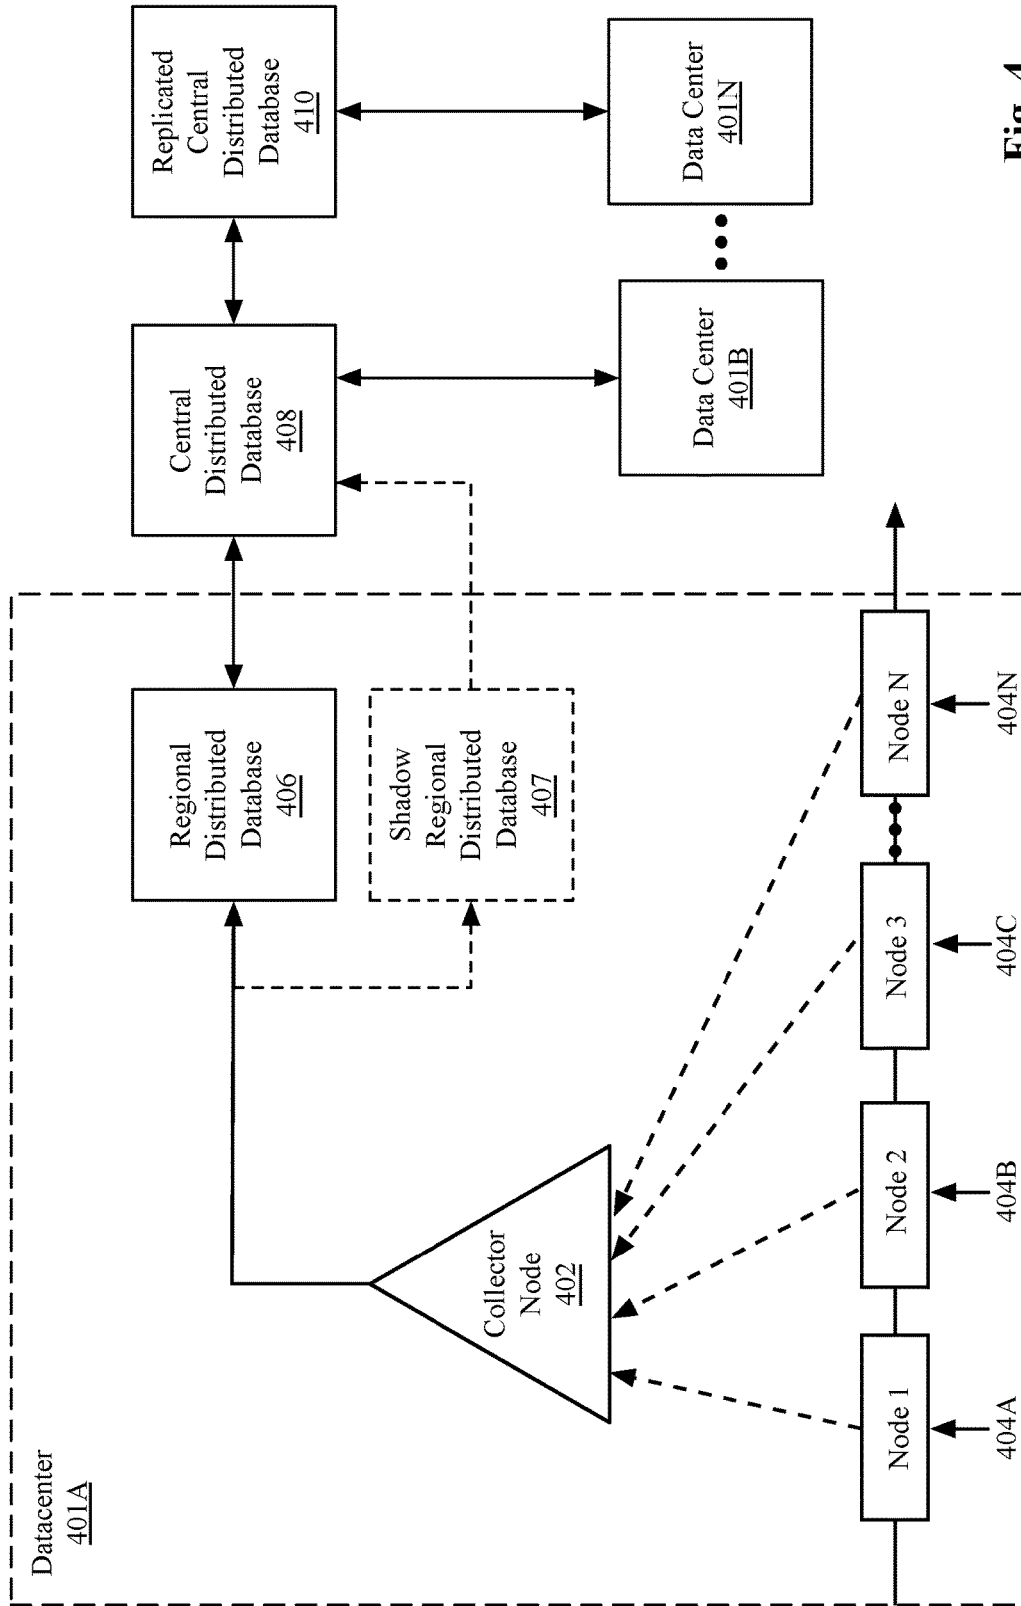 Datacenter
401A
Regional
Distributed
Database
406
Central
Distributed
Database
408
Replicated
Central
Distributed
Database
410
Shadow
Regional
Distributed
Database
407
Collector
Node
402
Data Center
401B
Data Center
401N
Node 1
Node 2
Node 3
Node N
404A
404B
404C
404N